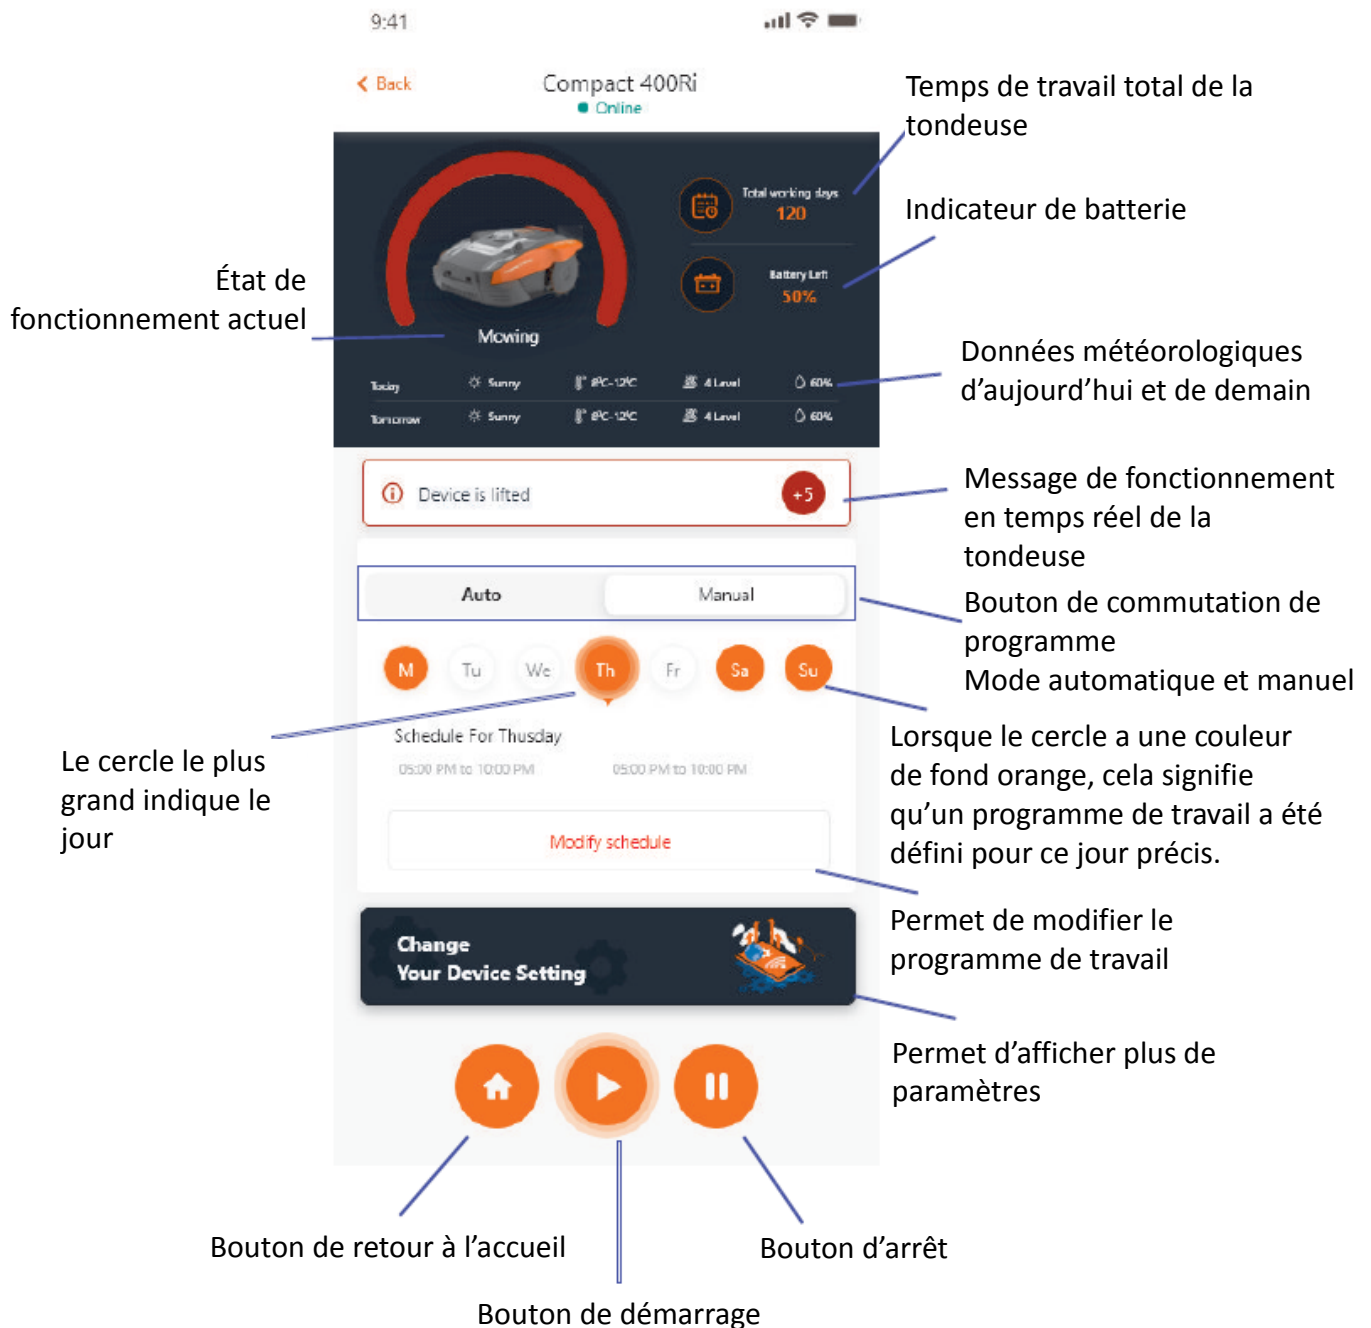 9:41
Back
Compact 400Ri
Online
Temps de travail total de la
tondeuse
Total working days
120
Indicateur de batterie
Battery Left
50%
État de
fonctionnement actuel
Mowing
Données météorologiques
d’aujourd’hui et de demain
Today Sunny 8°C-12°C 4 Level 60%
Tomorrow Sunny 8°C-12°C 4 Level 60%
Device is lifted +5
Message de fonctionnement
en temps réel de la
tondeuse
Auto Manual
Bouton de commutation de
programme
Mode automatique et manuel
M Tu We Th Fr Sa Su
Schedule For Thusday
05:00 PM to 10:00 PM 05:00 PM to 10:00 PM
Le cercle le plus
grand indique le
jour
Lorsque le cercle a une couleur
de fond orange, cela signifie
qu’un programme de travail a été
défini pour ce jour précis.
Modify schedule
Permet de modifier le
programme de travail
Change
Your Device Setting
Permet d’afficher plus de
paramètres
Bouton de retour à l’accueil
Bouton d’arrêt
Bouton de démarrage